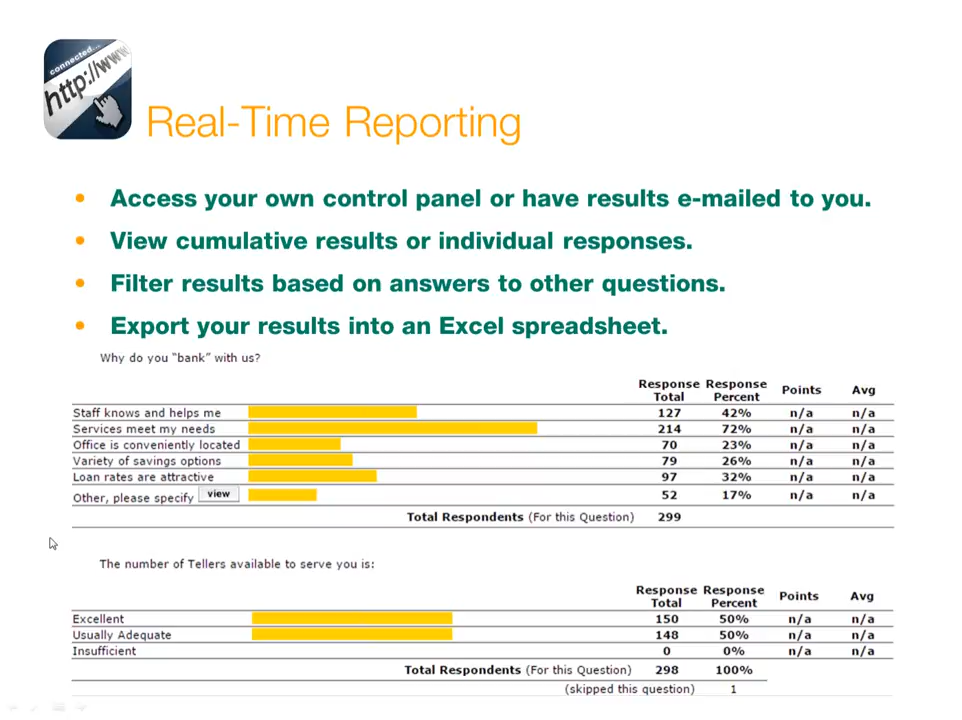 connected...
http://www
Real-Time Reporting
• Access your own control panel or have results e-mailed to you.
• View cumulative results or individual responses.
• Filter results based on answers to other questions.
• Export your results into an Excel spreadsheet.
Why do you “bank” with us?
Response Total Response Percent Points Avg
Staff knows and helps me 127 42% n/a n/a
Services meet my needs 214 72% n/a n/a
Office is conveniently located 70 23% n/a n/a
Variety of savings options 79 26% n/a n/a
Loan rates are attractive 97 32% n/a n/a
Other, please specify view 52 17% n/a n/a
Total Respondents (For this Question) 299
The number of Tellers available to serve you is:
Response Total Response Percent Points Avg
Excellent 150 50% n/a n/a
Usually Adequate 148 50% n/a n/a
Insufficient 0 0% n/a n/a
Total Respondents (For this Question) 298 100%
(skipped this question) 1